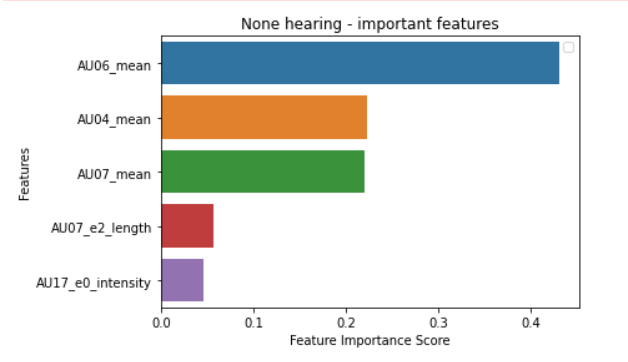 None hearing - important features
AU06_mean
AU04_mean
AU07_mean
AU07_e2_length
AU17_e0_intensity
Features
0.0 0.1 0.2 0.3 0.4
Feature Importance Score